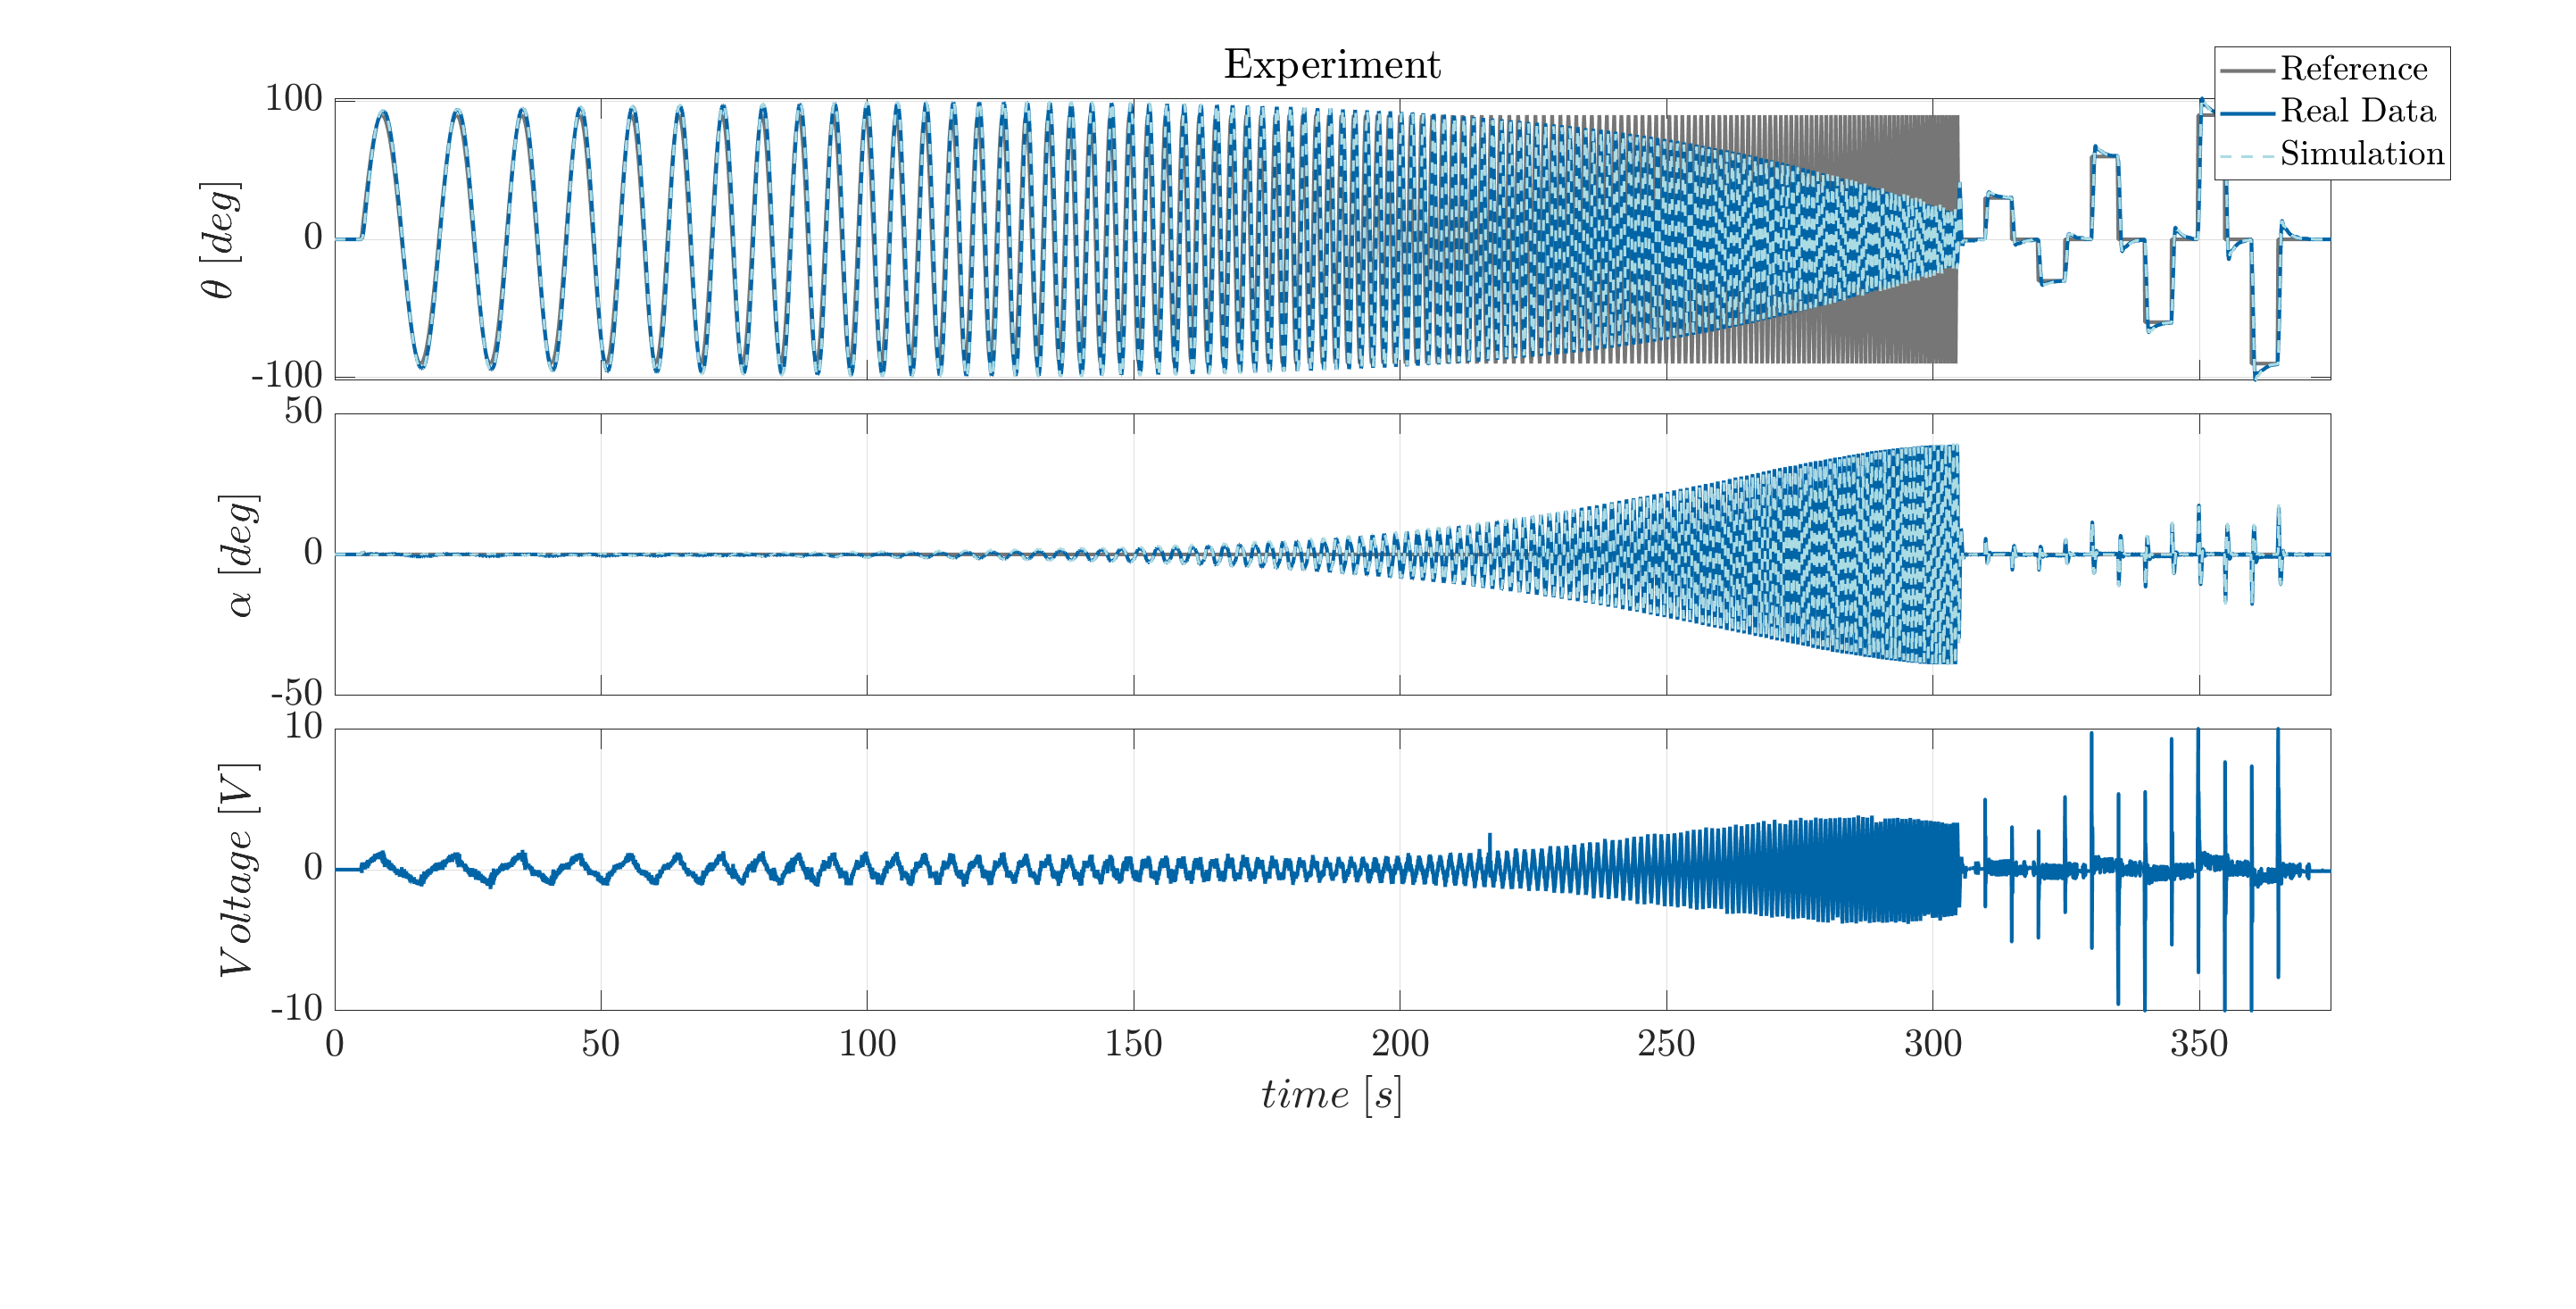 Experiment
Reference
Real Data
Simulation
100
0
-100
θ [deg]
50
0
-50
α [deg]
10
0
-10
Voltage [V]
0 50 100 150 200 250 300 350
time [s]